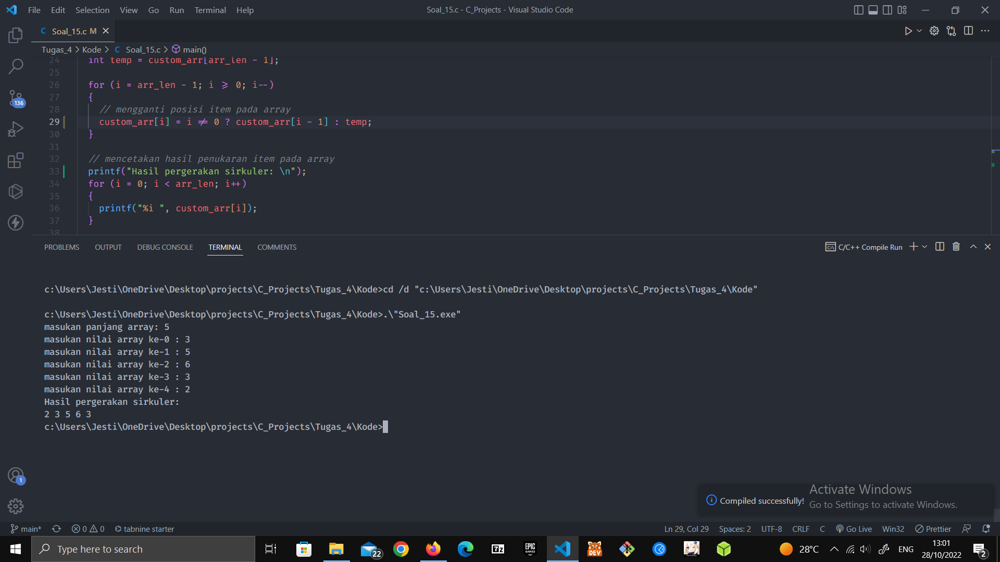 File Edit Selection View Go Run Terminal Help
Soal_15.c - C_Projects - Visual Studio Code
C Soal_15.c M
Tugas_4 > Kode > C Soal_15.c > main()
24 int temp = custom_arr[arr_len - 1];
25
26 for (i = arr_len - 1; i >= 0; i--)
27 {
28 // mengganti posisi item pada array
29 custom_arr[i] = i != 0 ? custom_arr[i - 1] : temp;
30 }
31
32 // mencetakan hasil penukaran item pada array
33 printf("Hasil pergerakan sirkuler: \n");
34 for (i = 0; i < arr_len; i++)
35 {
36 printf("%i ", custom_arr[i]);
37 }
38
136
PROBLEMS OUTPUT DEBUG CONSOLE TERMINAL COMMENTS
C/C++ Compile Run
c:\Users\Jesti\OneDrive\Desktop\projects\C_Projects\Tugas_4\Kode>cd /d "c:\Users\Jesti\OneDrive\Desktop\projects\C_Projects\Tugas_4\Kode"
c:\Users\Jesti\OneDrive\Desktop\projects\C_Projects\Tugas_4\Kode>.\"Soal_15.exe"
masukan panjang array: 5
masukan nilai array ke-0 : 3
masukan nilai array ke-1 : 5
masukan nilai array ke-2 : 6
masukan nilai array ke-3 : 3
masukan nilai array ke-4 : 2
Hasil pergerakan sirkuler:
2 3 5 6 3
c:\Users\Jesti\OneDrive\Desktop\projects\C_Projects\Tugas_4\Kode>
1
Compiled successfully!
Activate Windows
Go to Settings to activate Windows.
main* 0 0 tabnine starter
Ln 29, Col 29 Spaces: 2 UTF-8 CRLF C Go Live Win32 Prettier
Type here to search
22
7z
EPIC GAMES
DEV
28°C
ENG
13:01
28/10/2022
2